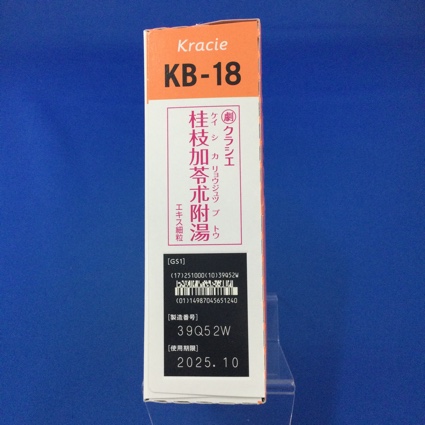 Kracie
KB-18
劇 クラシエ
ケイ シ カ リョウジュツ ブ トウ
桂枝加苓朮附湯
エキス細粒
[GS1]
(17)251000(10)39Q52W
(01)14987045651240
[製造番号]
39Q52W
[使用期限]
2025.10